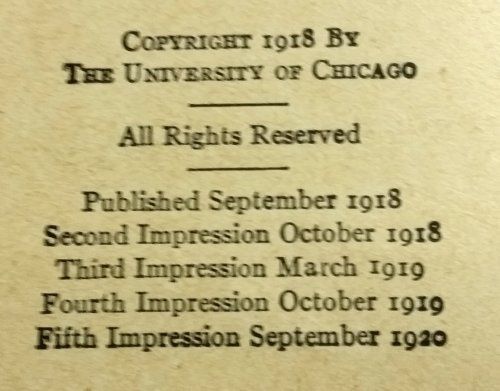 COPYRIGHT 1918 BY
THE UNIVERSITY OF CHICAGO
All Rights Reserved
Published September 1918
Second Impression October 1918
Third Impression March 1919
Fourth Impression October 1919
Fifth Impression September 1920